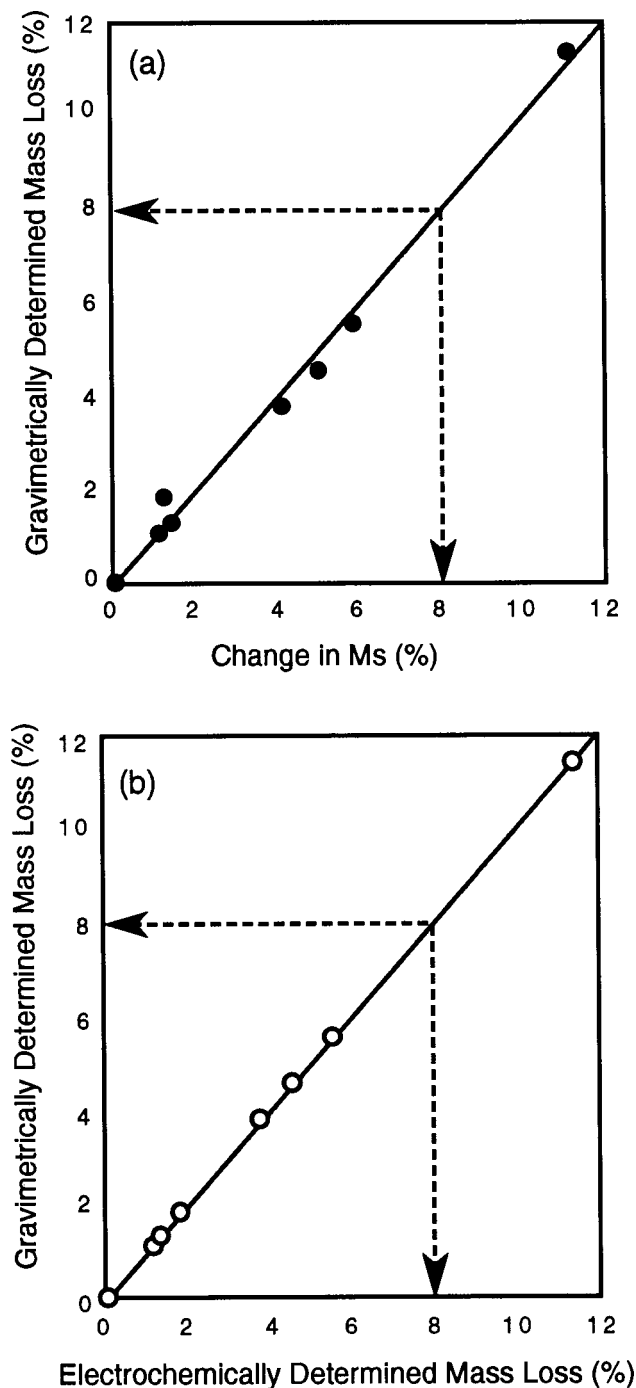 (a)
Gravimetrically Determined Mass Loss (%)
12
10
8
6
4
2
0
0 2 4 6 8 10 12
Change in Ms (%)
(b)
Gravimetrically Determined Mass Loss (%)
12
10
8
6
4
2
0
0 2 4 6 8 10 12
Electrochemically Determined Mass Loss (%)